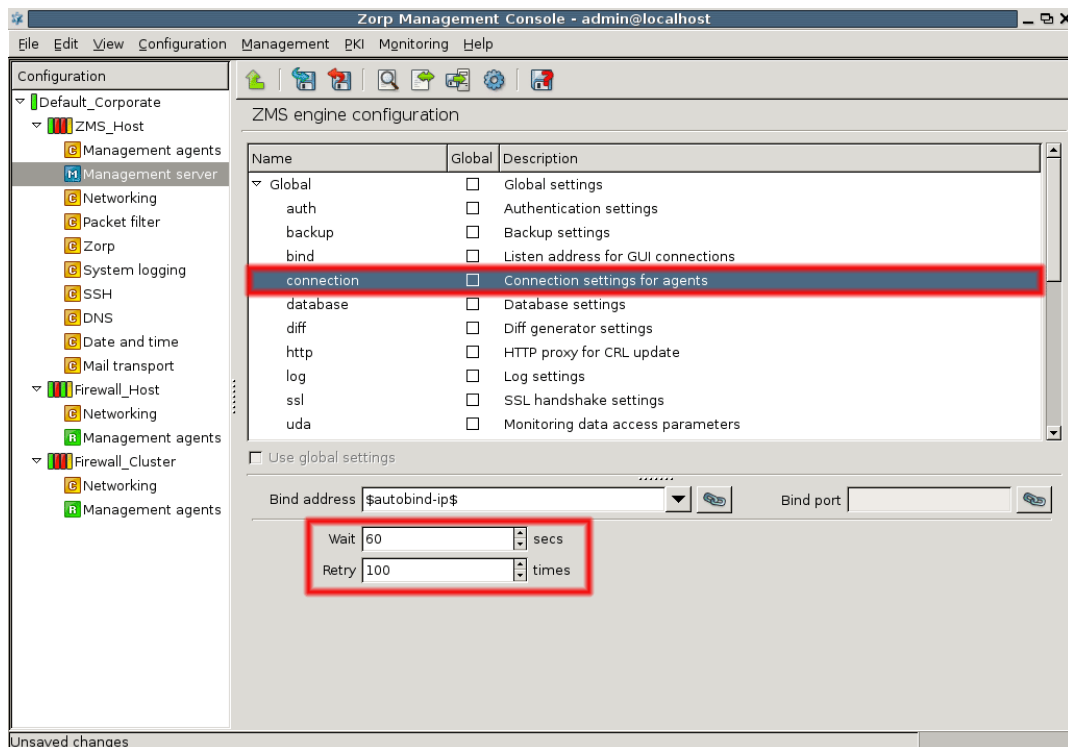 Zorp Management Console - admin@localhost
File Edit View Configuration Management PKI Monitoring Help
Configuration
Default_Corporate
ZMS_Host
C Management agents
M Management server
C Networking
C Packet filter
C Zorp
C System logging
C SSH
C DNS
C Date and time
C Mail transport
Firewall_Host
C Networking
R Management agents
Firewall_Cluster
C Networking
R Management agents
ZMS engine configuration
Name Global Description
Global Global settings
auth Authentication settings
backup Backup settings
bind Listen address for GUI connections
connection Connection settings for agents
database Database settings
diff Diff generator settings
http HTTP proxy for CRL update
log Log settings
ssl SSL handshake settings
uda Monitoring data access parameters
Use global settings
Bind address $autobind-ip$ Bind port
Wait 60 secs
Retry 100 times
Unsaved changes